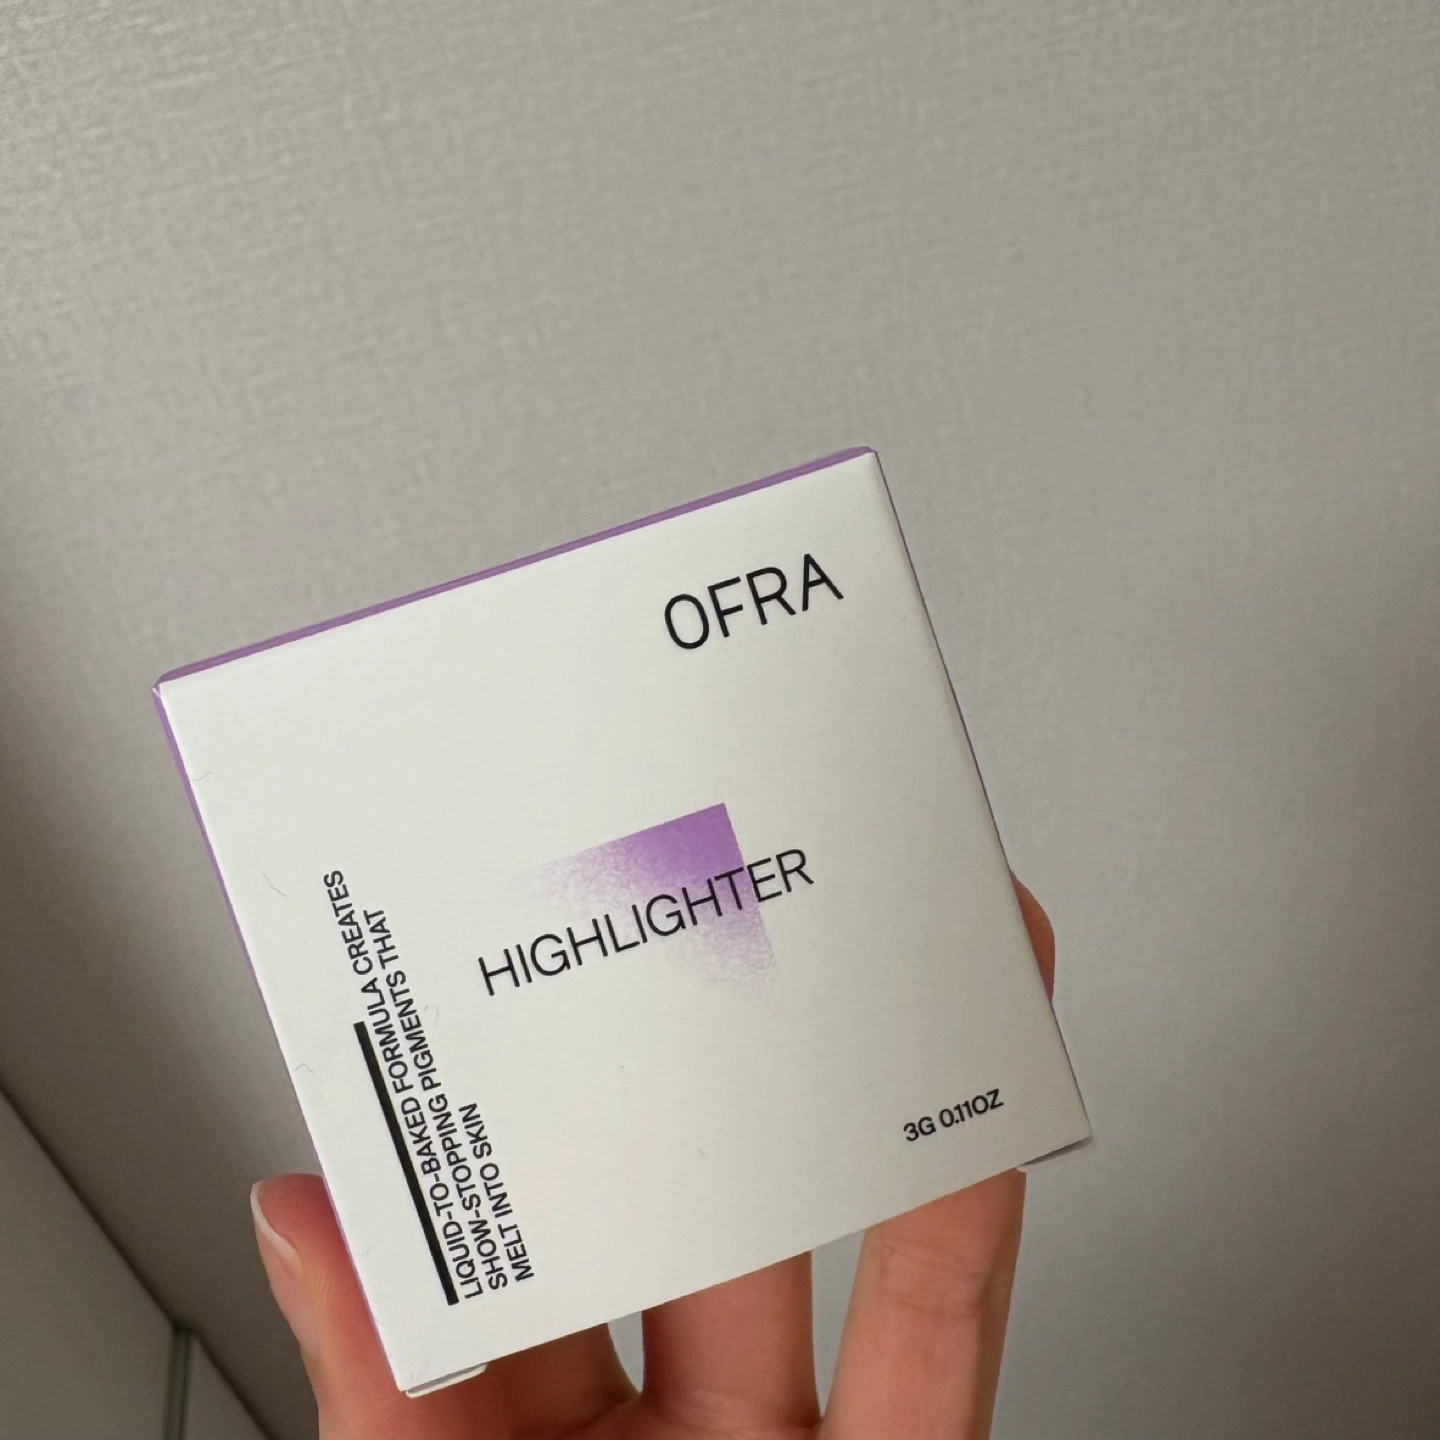 OFRA
HIGHLIGHTER
LIQUID-TO-BAKED FORMULA CREATES
SHOW-STOPPING PIGMENTS THAT
MELT INTO SKIN
3G 0.11OZ